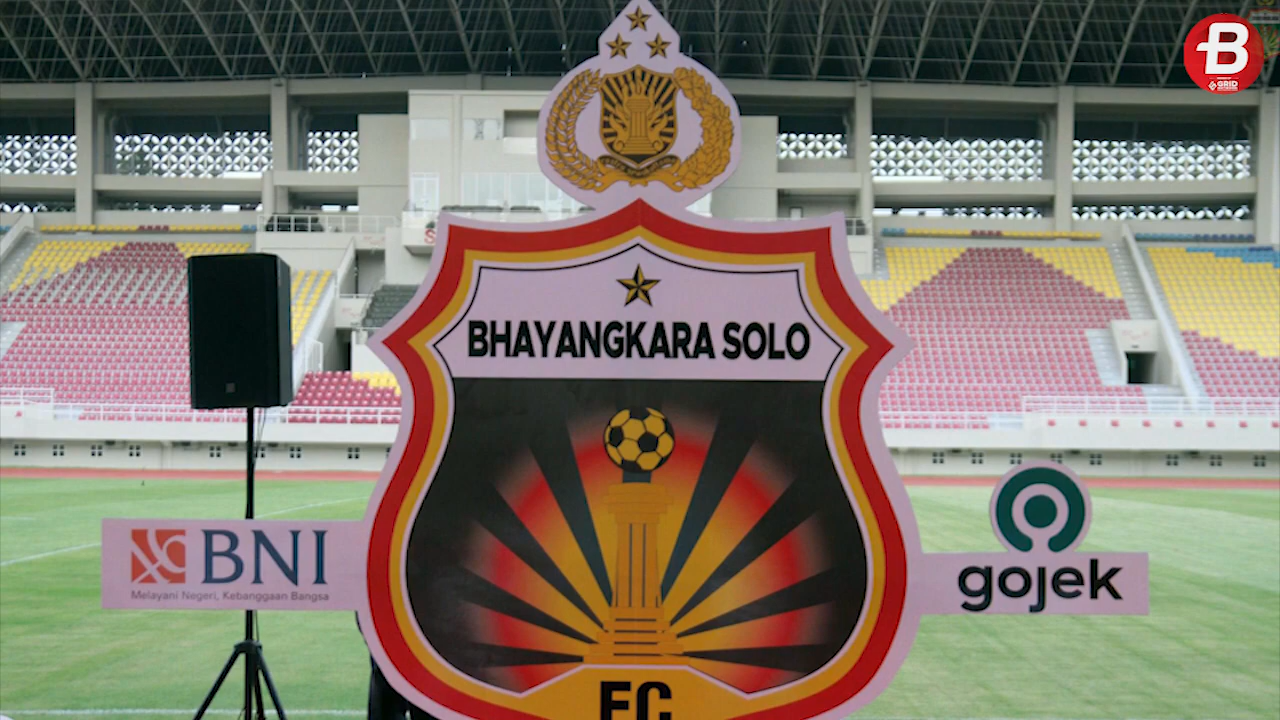 B
GRID
BHAYANGKARA SOLO
BNI
Melayani Negeri, Kebanggaan Bangsa
gojek
FC